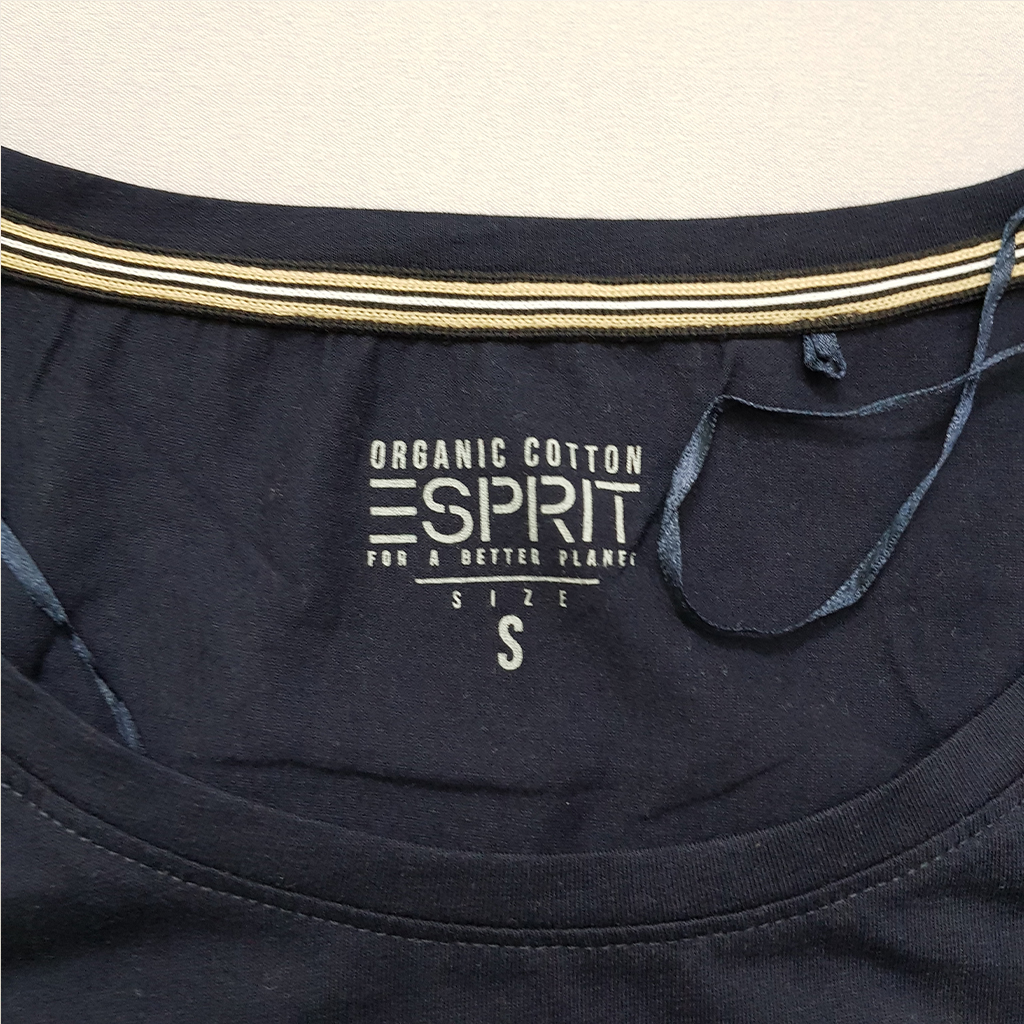 ORGANIC COTTON
ESPRIT
FOR A BETTER PLANET
SIZE
S